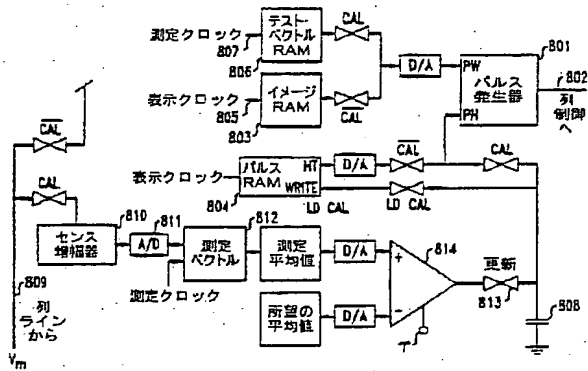 測定クロック
807
テスト-
ベクトル
RAM
806
CAL
表示クロック
805
イメージ
RAM
803
CAL
D/A
PW
PH
パルス
発生器
801
802
列
制御へ
CAL
CAL
表示クロック
パルス
RAM
HT
WRITE
804
D/A
CAL
CAL
LD CAL
LD CAL
センス
増幅器
810
A/D
811
測定
ベクトル
812
測定クロック
測定
平均値
D/A
所望の
平均値
D/A
+
-
814
T
更新
813
808
809
列
ライン
から
Vm